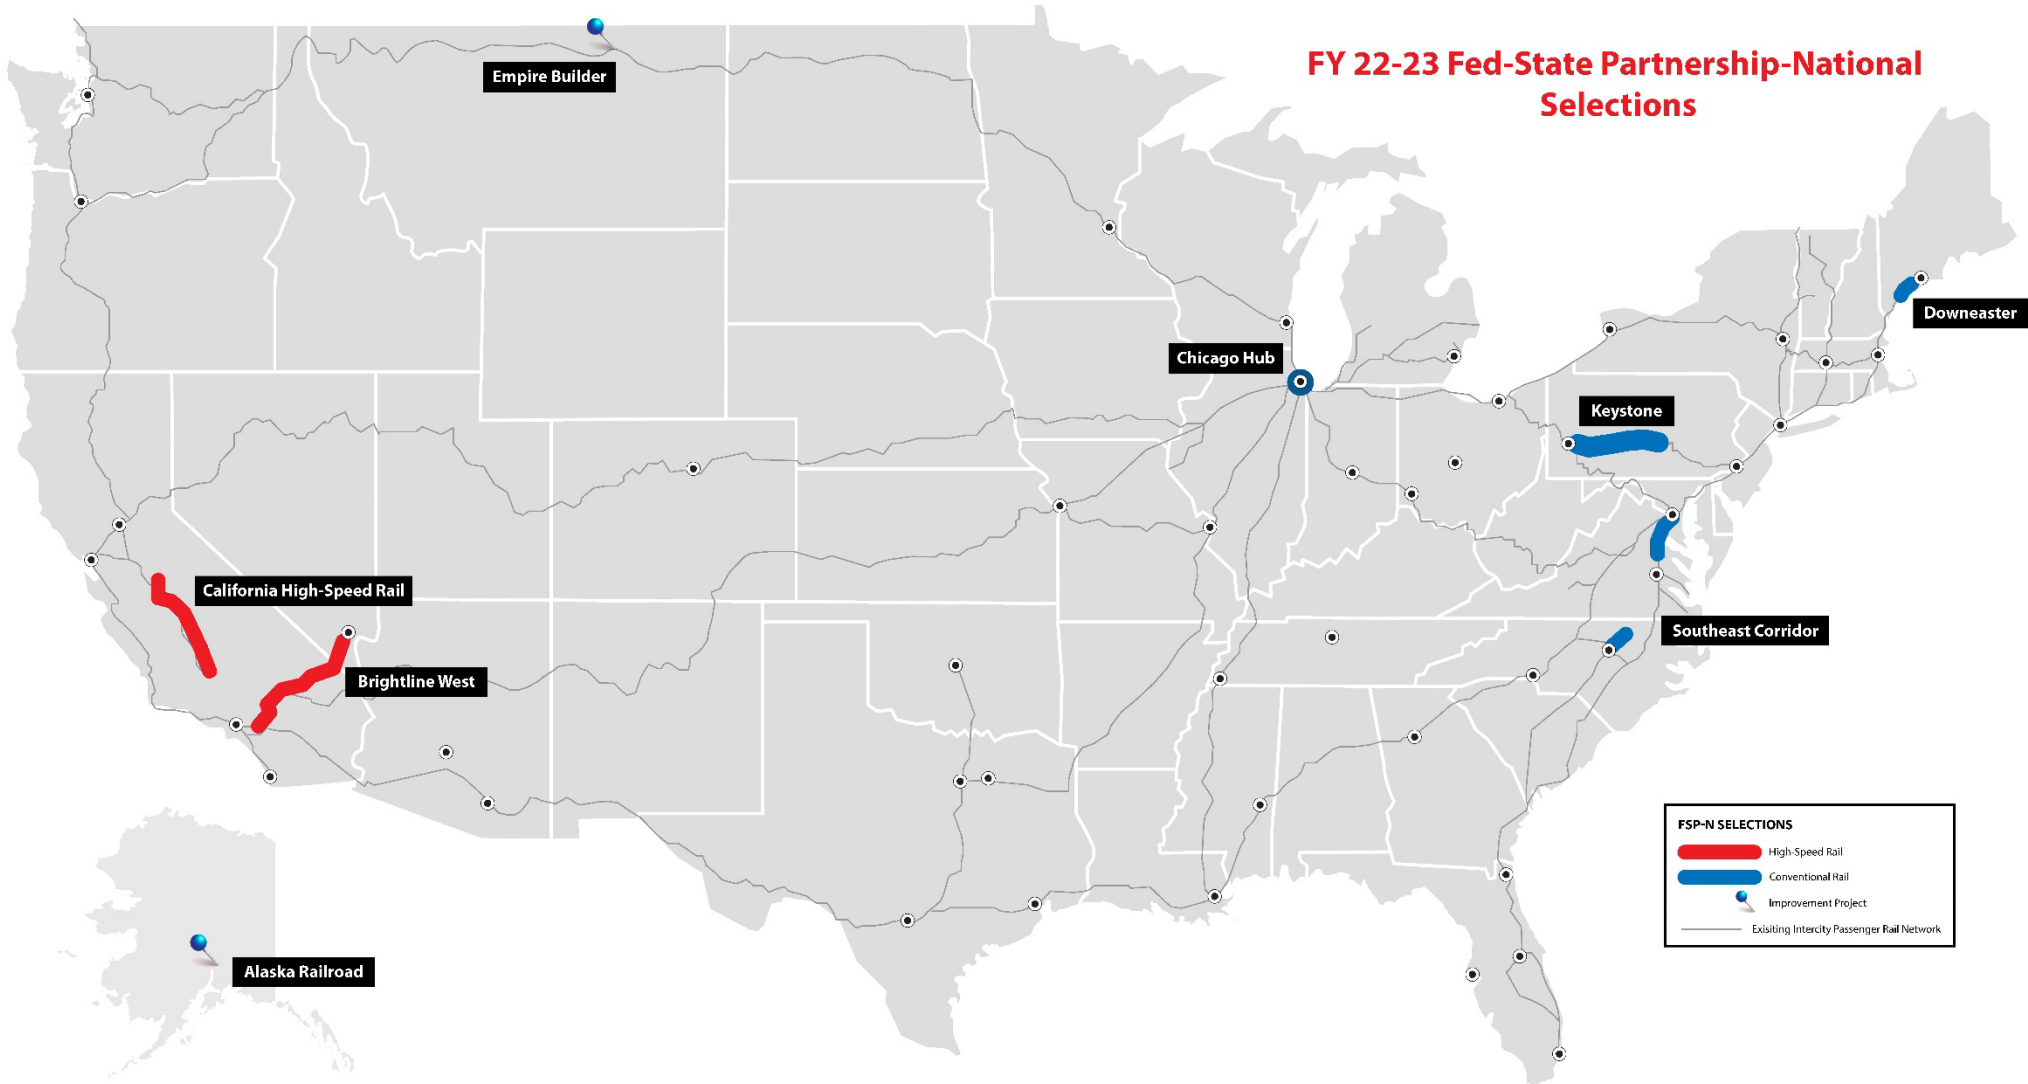 FY 22-23 Fed-State Partnership-National
Selections
Empire Builder
Downeaster
Chicago Hub
Keystone
California High-Speed Rail
Southeast Corridor
Brightline West
Alaska Railroad
FSP-N SELECTIONS
High-Speed Rail
Conventional Rail
Improvement Project
Exisiting Intercity Passenger Rail Network